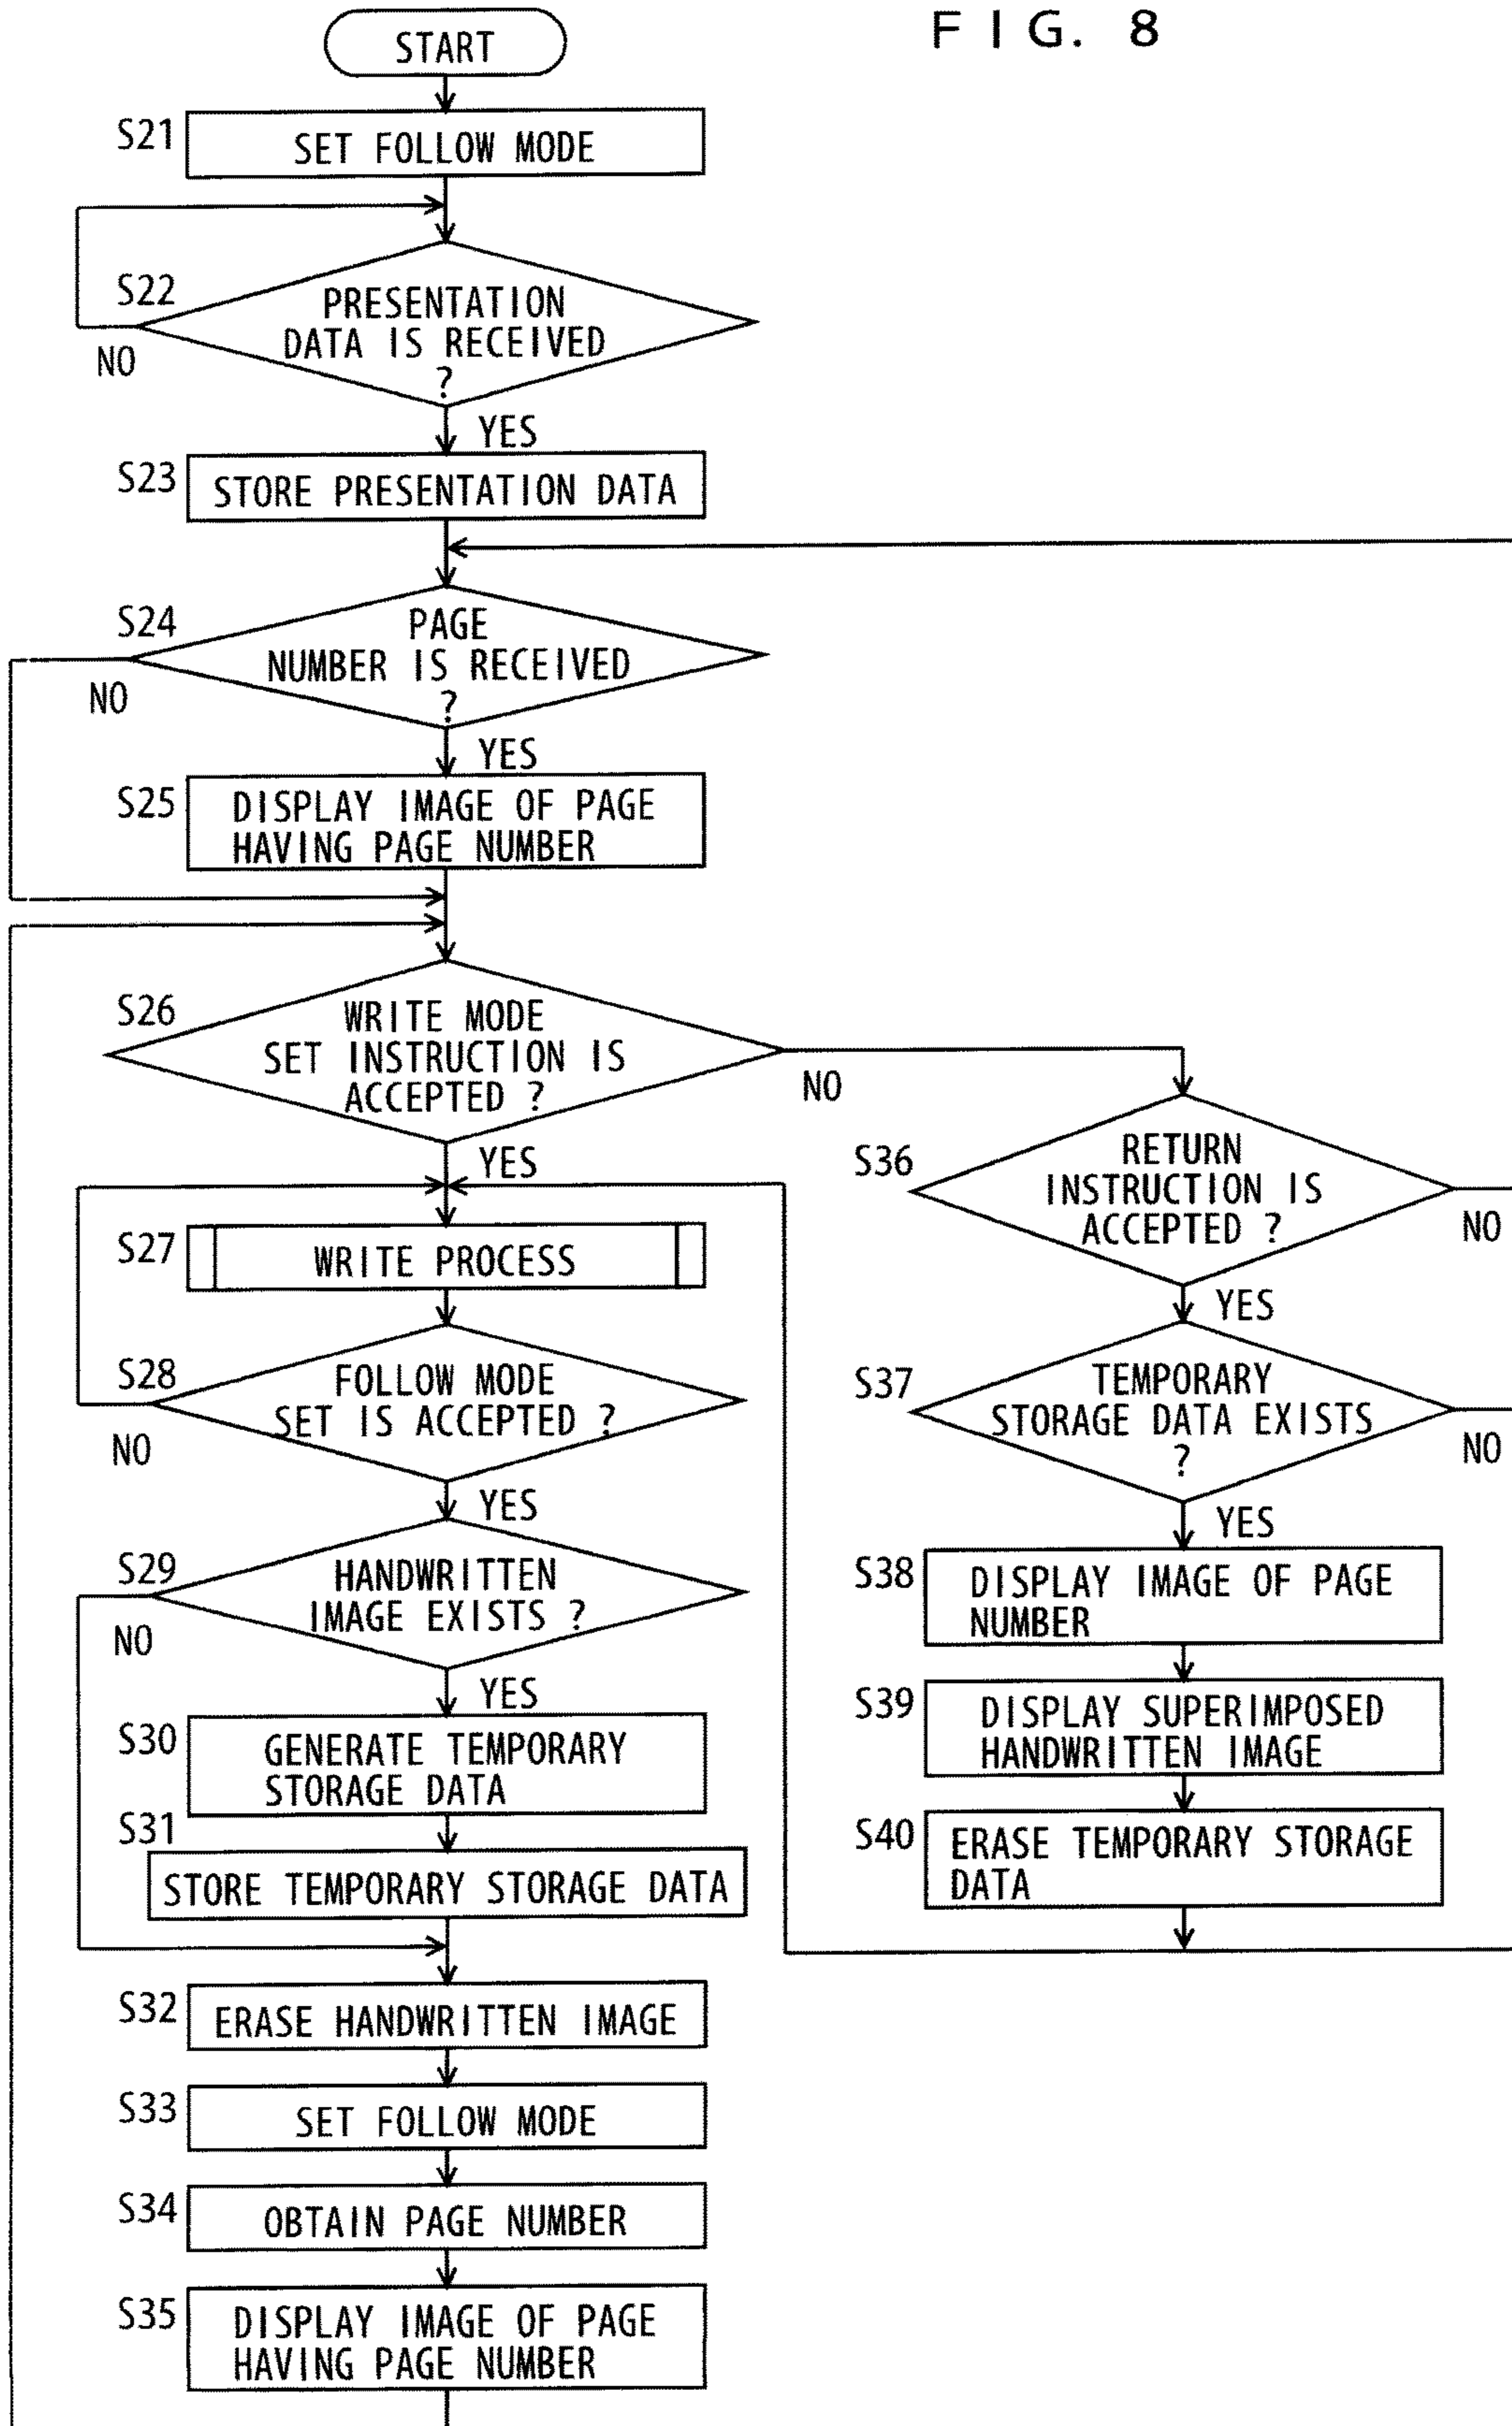 F I G. 8
START
S21
SET FOLLOW MODE
S22
PRESENTATION
DATA IS RECEIVED
?
NO
YES
S23
STORE PRESENTATION DATA
S24
PAGE
NUMBER IS RECEIVED
?
NO
YES
S25
DISPLAY IMAGE OF PAGE
HAVING PAGE NUMBER
S26
WRITE MODE
SET INSTRUCTION IS
ACCEPTED ?
NO
YES
S27
WRITE PROCESS
S28
FOLLOW MODE
SET IS ACCEPTED ?
NO
YES
S29
HANDWRITTEN
IMAGE EXISTS ?
NO
YES
S30
GENERATE TEMPORARY
STORAGE DATA
S31
STORE TEMPORARY STORAGE DATA
S32
ERASE HANDWRITTEN IMAGE
S33
SET FOLLOW MODE
S34
OBTAIN PAGE NUMBER
S35
DISPLAY IMAGE OF PAGE
HAVING PAGE NUMBER
S36
RETURN
INSTRUCTION IS
ACCEPTED ?
NO
YES
S37
TEMPORARY
STORAGE DATA EXISTS
?
NO
YES
S38
DISPLAY IMAGE OF PAGE
NUMBER
S39
DISPLAY SUPERIMPOSED
HANDWRITTEN IMAGE
S40
ERASE TEMPORARY STORAGE
DATA